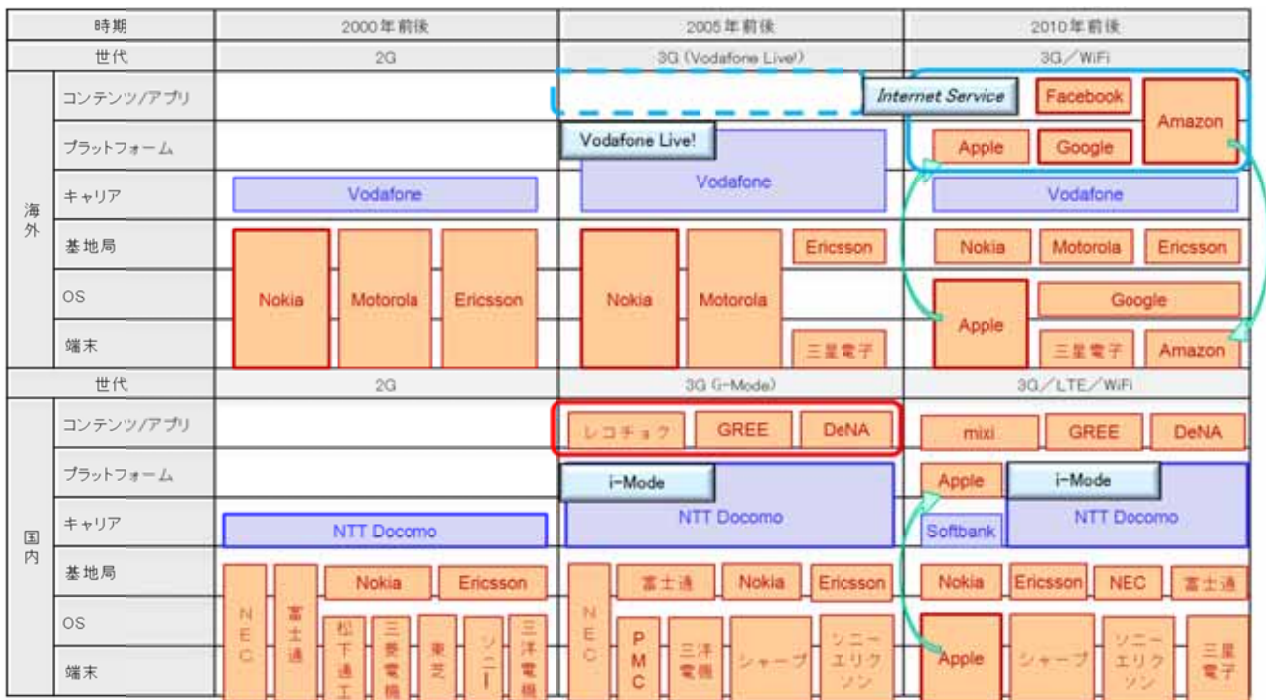 時期 2000年前後 2005年前後 2010年前後
世代 2G 3G (Vodafone Live!) 3G/WiFi
海外
コンテンツ/アプリ Internet Service Facebook Amazon
プラットフォーム Vodafone Live! Apple Google
キャリア Vodafone Vodafone Vodafone
基地局 Ericsson Nokia Motorola Ericsson
OS Nokia Motorola Ericsson Nokia Motorola Apple Google
端末 三星電子 三星電子 Amazon
世代 2G 3G (i-Mode) 3G/LTE/WiFi
国内
コンテンツ/アプリ レコチョク GREE DeNA mixi GREE DeNA
プラットフォーム i-Mode Apple i-Mode
キャリア NTT Docomo NTT Docomo Softbank NTT Docomo
基地局 Nokia Ericsson 富士通 Nokia Ericsson Nokia Ericsson NEC 富士通
OS
端末
NEC 富士通 松下通工 三菱電機 東芝 ソニー 三洋電機
NEC PMC 三洋電機 シャープ ソニーエリクソン
Apple シャープ ソニーエリクソン 三星電子